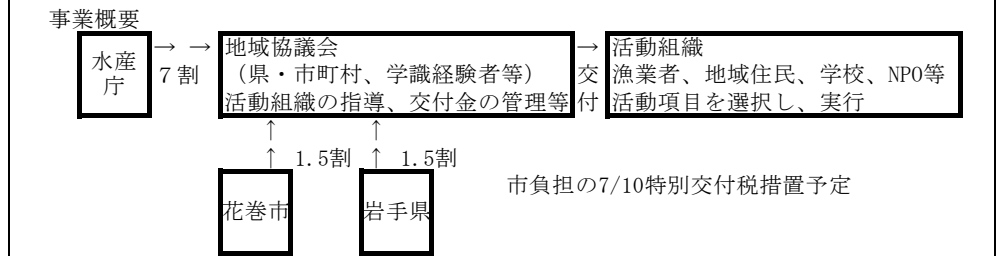 事業概要
水産庁
→ →
7割
地域協議会
(県・市町村、学識経験者等)
活動組織の指導、交付金の管理等
→
交付
活動組織
漁業者、地域住民、学校、NPO等
活動項目を選択し、実行
↑ ↑
↑ 1.5割 ↑ 1.5割
市負担の7/10特別交付税措置予定
花巻市
岩手県